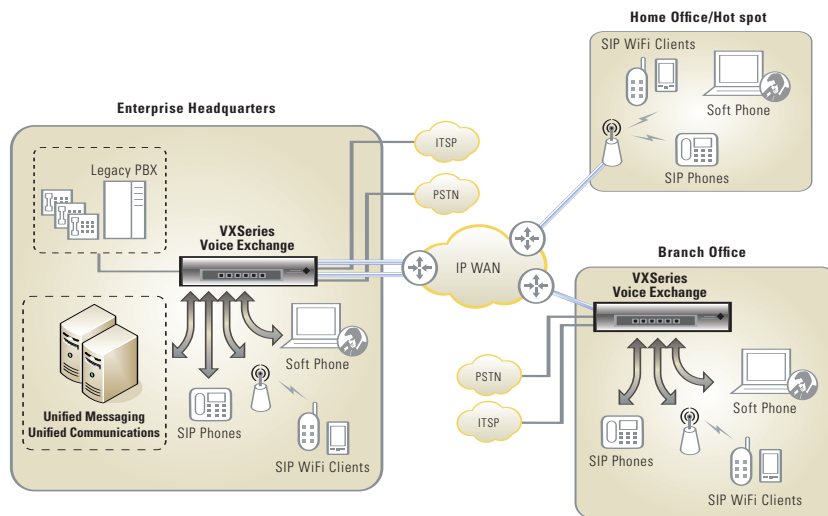 Home Office/Hot spot
SIP WiFi Clients
Soft Phone
SIP Phones
Enterprise Headquarters
Legacy PBX
VXSeries
Voice Exchange
ITSP
PSTN
IP WAN
Unified Messaging
Unified Communications
SIP Phones
Soft Phone
SIP WiFi Clients
Branch Office
VXSeries
Voice Exchange
PSTN
ITSP
Soft Phone
SIP Phones
SIP WiFi Clients